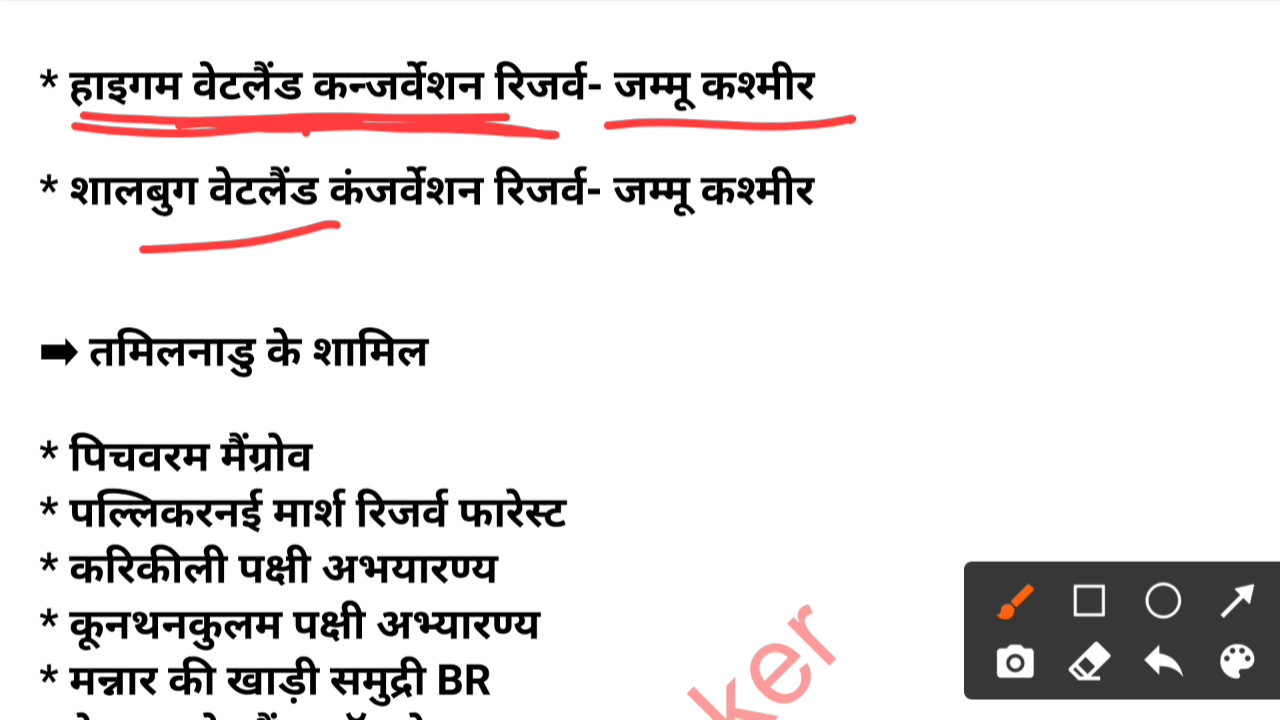 * हाइगम वेटलैंड कन्जर्वेशन रिजर्व- जम्मू कश्मीर
* शालबुग वेटलैंड कंजर्वेशन रिजर्व- जम्मू कश्मीर
➡ तमिलनाडु के शामिल
* पिचवरम मैंग्रोव
* पल्लिकरनई मार्श रिजर्व फारेस्ट
* करिकीली पक्षी अभयारण्य
* कूनथनकुलम पक्षी अभ्यारण्य
* मन्नार की खाड़ी समुद्री BR
ker